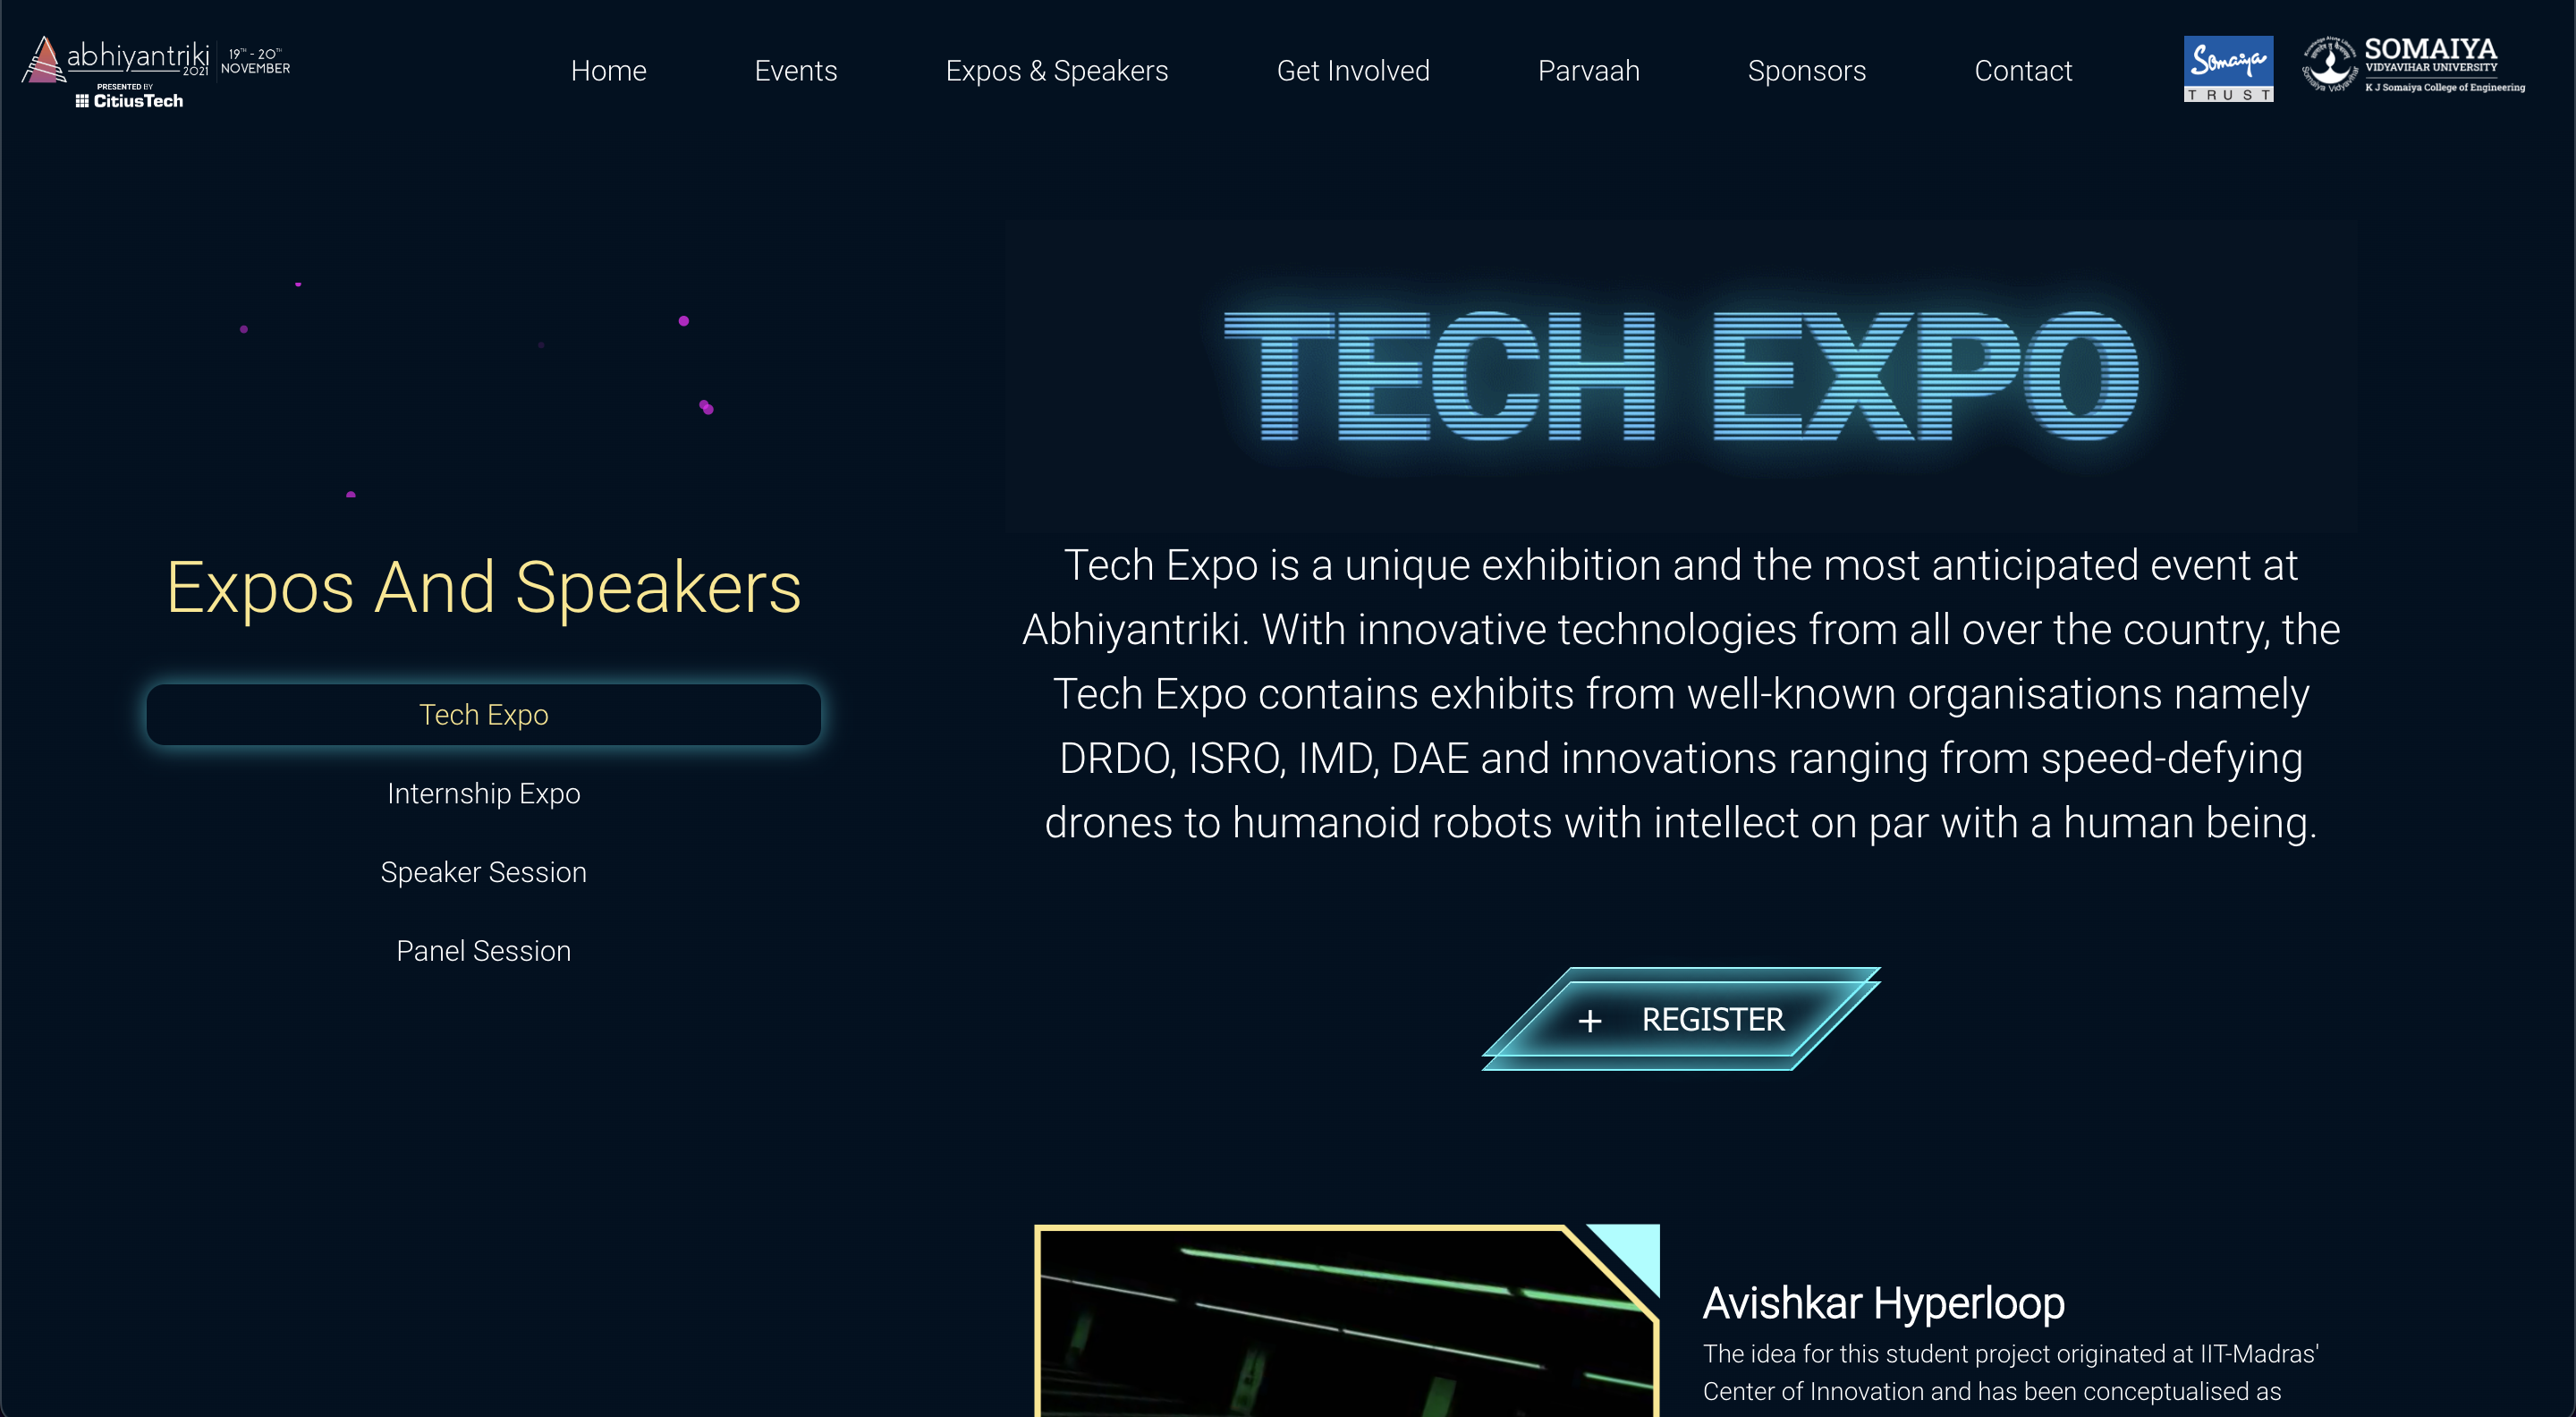 abhiyantriki
2021
19TH - 20TH
NOVEMBER
PRESENTED BY
CitiusTech
Home
Events
Expos & Speakers
Get Involved
Parvaah
Sponsors
Contact
Somaiya
TRUST
SOMAIYA
VIDYAVIHAR UNIVERSITY
K J Somaiya College of Engineering
Expos And Speakers
Tech Expo
Internship Expo
Speaker Session
Panel Session
TECH EXPO
Tech Expo is a unique exhibition and the most anticipated event at
Abhiyantriki. With innovative technologies from all over the country, the
Tech Expo contains exhibits from well-known organisations namely
DRDO, ISRO, IMD, DAE and innovations ranging from speed-defying
drones to humanoid robots with intellect on par with a human being.
+ REGISTER
Avishkar Hyperloop
The idea for this student project originated at IIT-Madras'
Center of Innovation and has been conceptualised as